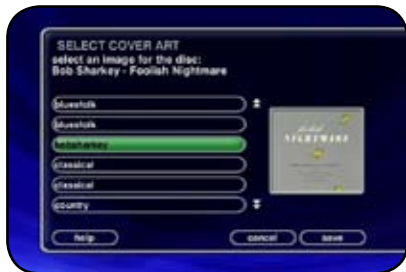 SELECT COVER ART
select an image for the disc:
Bob Sharkey - Foolish Nightmare
bluesfolk
bluesfolk
bobsharkey
classical
classical
country
NIGHTMARE
help
cancel
save